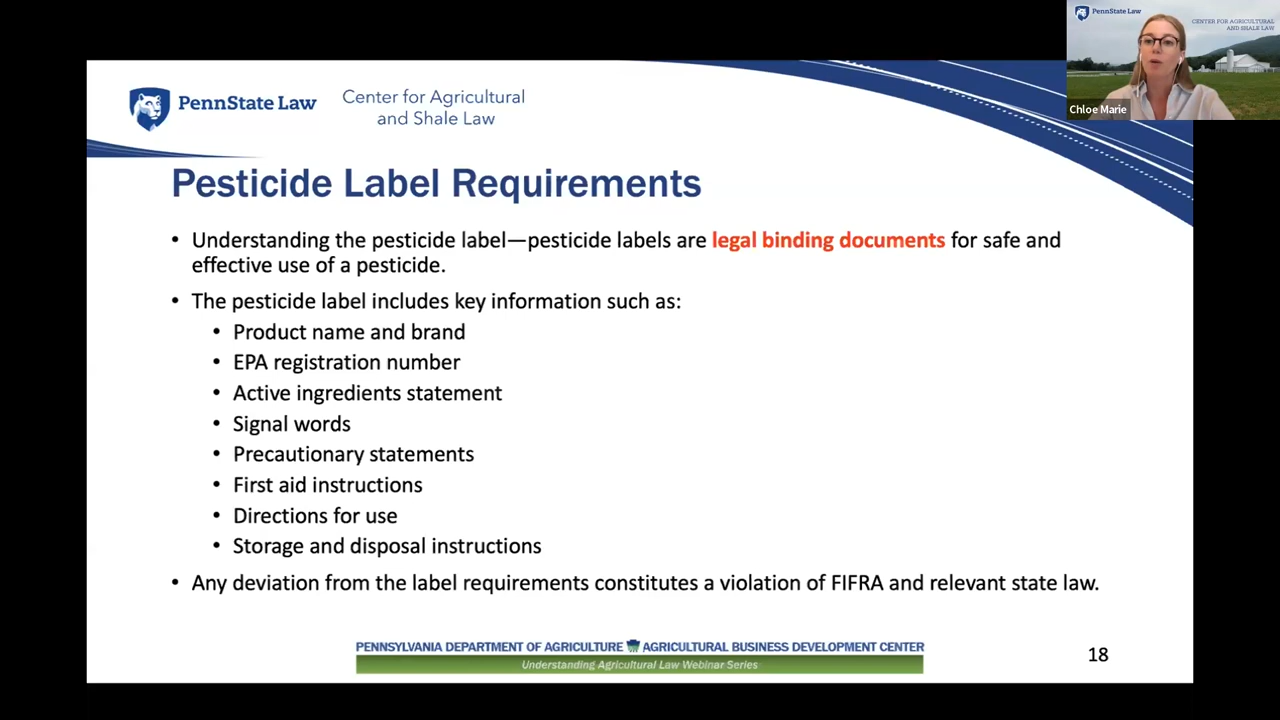 PennState Law
CENTER FOR AGRICULTURAL
AND SHALE LAW
Chloe Marie
PennState Law
Center for Agricultural
and Shale Law
Pesticide Label Requirements
• Understanding the pesticide label—pesticide labels are legal binding documents for safe and
effective use of a pesticide.
• The pesticide label includes key information such as:
• Product name and brand
• EPA registration number
• Active ingredients statement
• Signal words
• Precautionary statements
• First aid instructions
• Directions for use
• Storage and disposal instructions
• Any deviation from the label requirements constitutes a violation of FIFRA and relevant state law.
PENNSYLVANIA DEPARTMENT OF AGRICULTURE AGRICULTURAL BUSINESS DEVELOPMENT CENTER
Understanding Agricultural Law Webinar Series
18